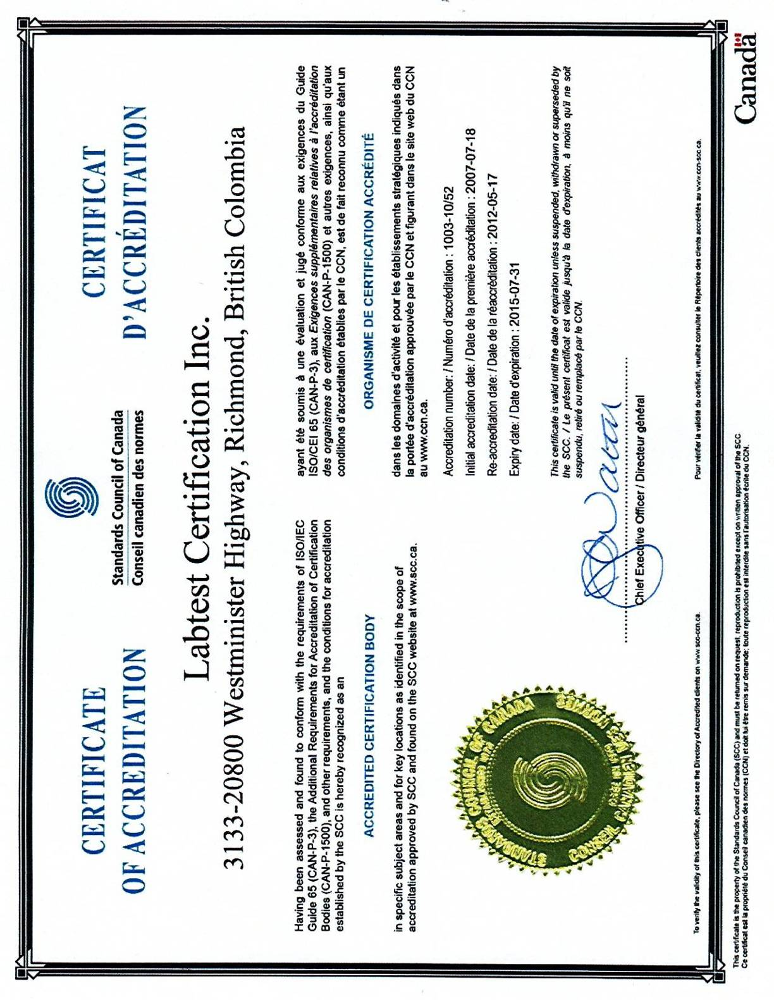 CERTIFICATE
OF ACCREDITATION
Standards Council of Canada
Conseil canadien des normes
CERTIFICAT
D'ACCRÉDITATION
Labtest Certification Inc.
3133-20800 Westminister Highway, Richmond, British Colombia
Having been assessed and found to conform with the requirements of ISO/IEC
Guide 65 (CAN-P-3), the Additional Requirements for Accreditation of Certification
Bodies (CAN-P-1500), and other requirements, and the conditions for accreditation
established by the SCC is hereby recognized as an
ACCREDITED CERTIFICATION BODY
in specific subject areas and for key locations as identified in the scope of
accreditation approved by SCC and found on the SCC website at www.scc.ca.
ayant été soumis à une évaluation et jugé conforme aux exigences du Guide
ISO/CEI 65 (CAN-P-3), aux Exigences supplémentaires relatives à l'accréditation
des organismes de certification (CAN-P-1500) et autres exigences, ainsi qu'aux
conditions d'accréditation établies par le CCN, est de fait reconnu comme étant un
ORGANISME DE CERTIFICATION ACCRÉDITÉ
dans les domaines d'activité et pour les établissements stratégiques indiqués dans
la portée d'accréditation approuvée par le CCN et figurant dans le site web du CCN
au www.ccn.ca.
Accreditation number: / Numéro d'accréditation : 1003-10/52
Initial accreditation date: / Date de la première accréditation : 2007-07-18
Re-accreditation date: / Date de la réaccréditation : 2012-05-17
Expiry date: / Date d'expiration : 2015-07-31
This certificate is valid until the date of expiration unless suspended, withdrawn or superseded by
the SCC. / Le présent certificat est valide jusqu'à la date d'expiration, à moins qu'il ne soit
suspendu, retiré ou remplacé par le CCN.
Chief Executive Officer / Directeur général
STANDARDS COUNCIL OF CANADA
CONSEIL CANADIEN DES NORMES
To verify the validity of this certificate, please see the Directory of Accredited clients on www.scc-ccn.ca.
Pour vérifier la validité du certificat, veuillez consulter le Répertoire des clients accrédités au www.ccn-scc.ca.
This certificate is the property of the Standards Council of Canada (SCC) and must be returned on request, reproduction is prohibited except on written approval of the SCC.
Ce certificat est la propriété du Conseil canadien des normes (CCN) et doit lui être remis sur demande; toute reproduction est interdite sans l'autorisation écrite du CCN.
Canada